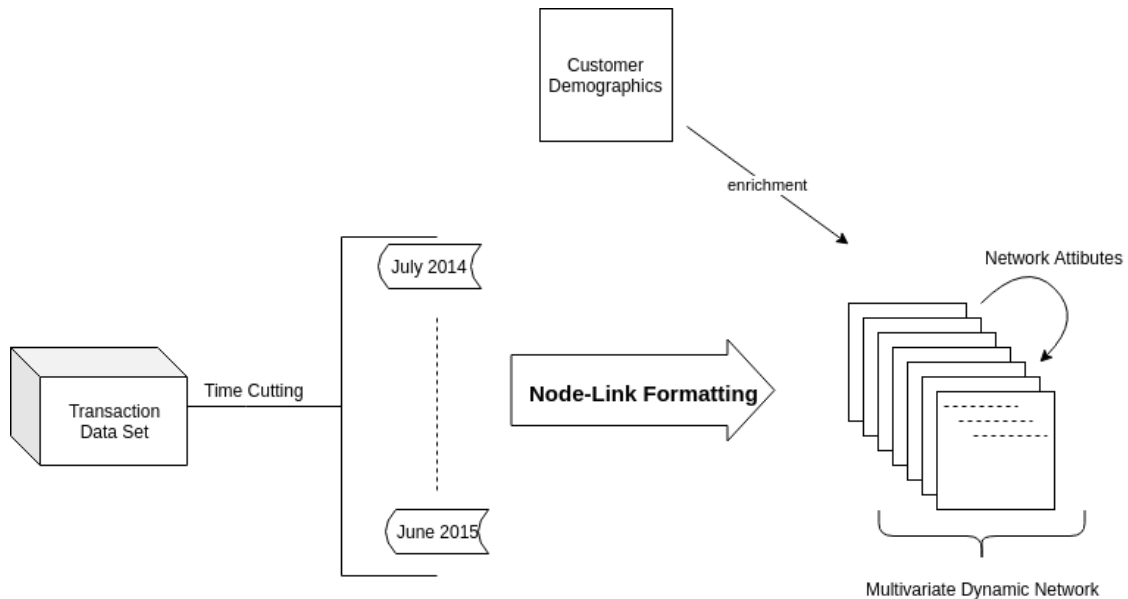 Customer
Demographics
enrichment
Network Attibutes
July 2014
Time Cutting
Transaction
Data Set
Node-Link Formatting
June 2015
Multivariate Dynamic Network